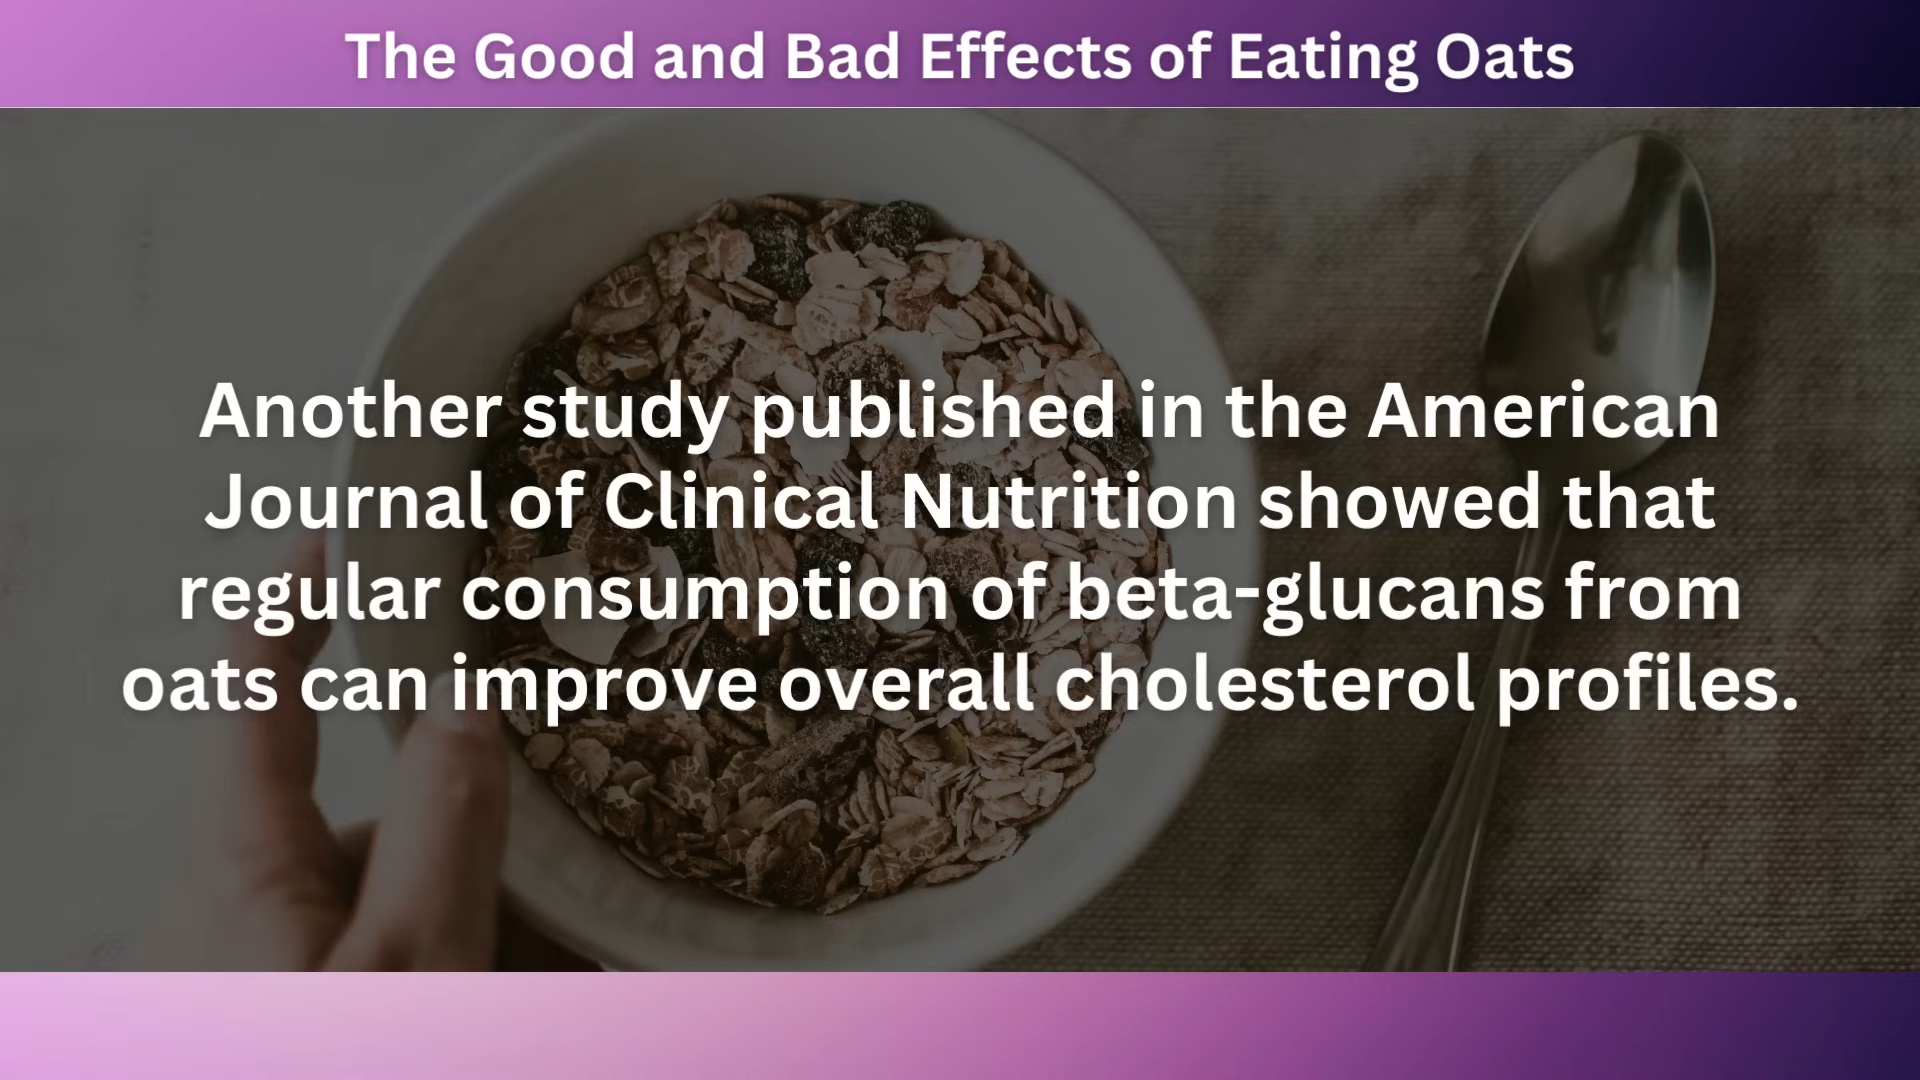 The Good and Bad Effects of Eating Oats
Another study published in the American
Journal of Clinical Nutrition showed that
regular consumption of beta-glucans from
oats can improve overall cholesterol profiles.